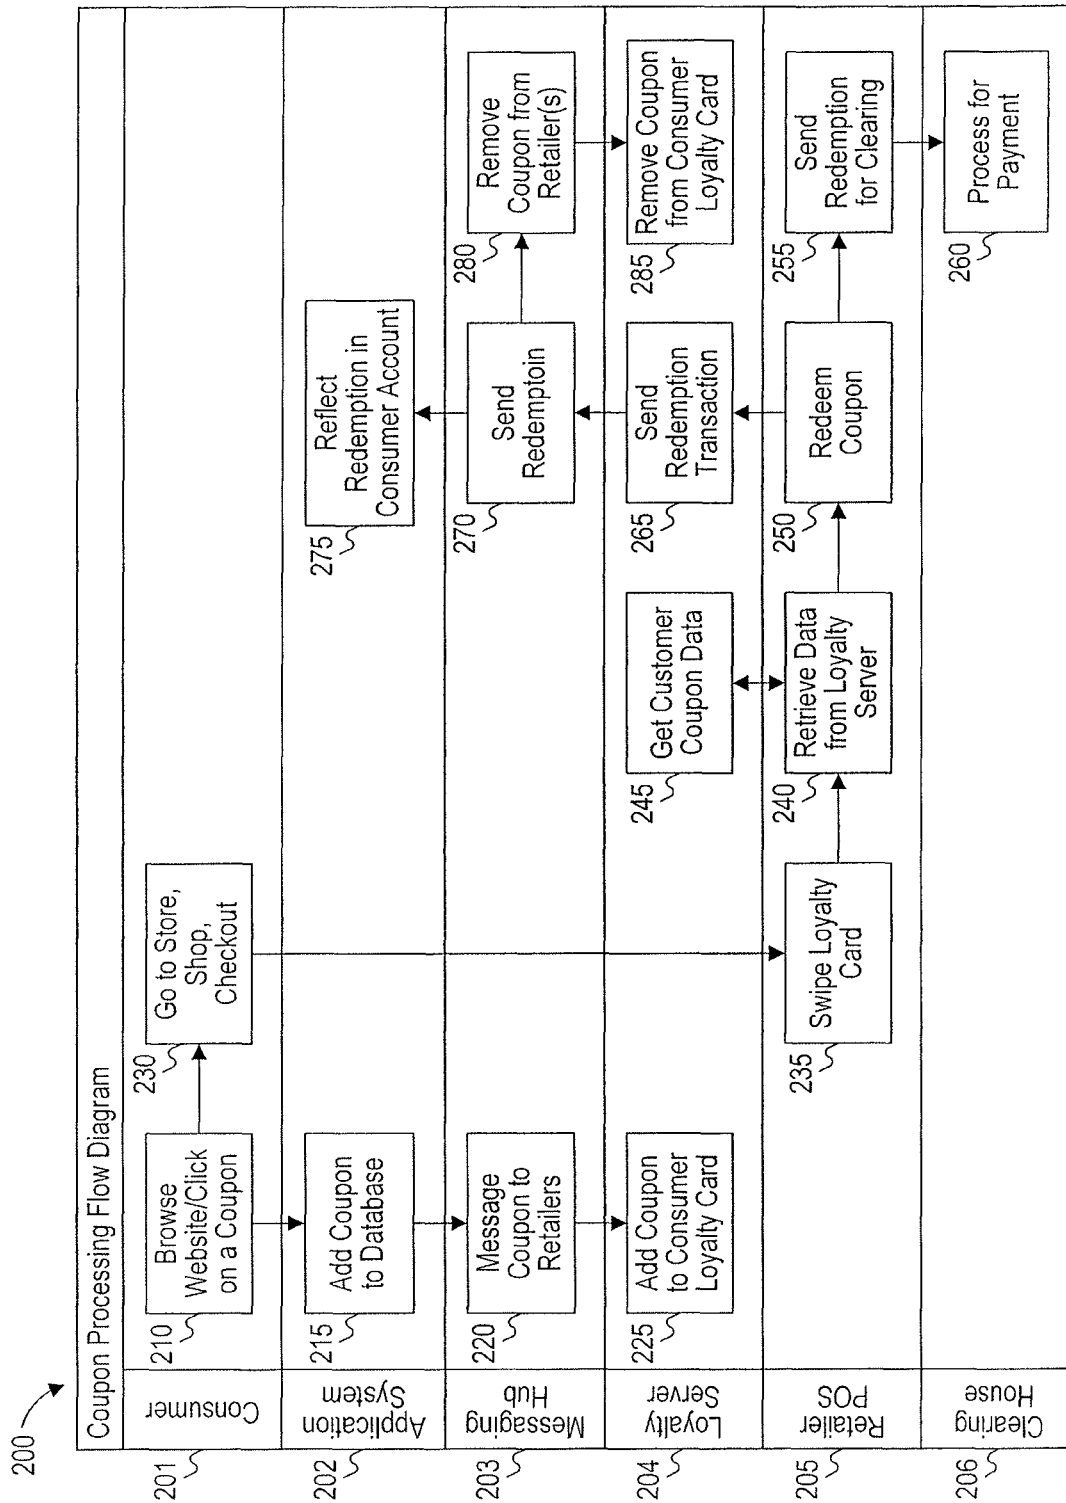 200
Coupon Processing Flow Diagram
201
Consumer
210
Browse
Website/Click
on a Coupon
230
Go to Store,
Shop,
Checkout
202
Application
System
215
Add Coupon
to Database
275
Reflect
Redemption in
Consumer Account
203
Messaging
Hub
220
Message
Coupon to
Retailers
270
Send
Redemptoin
280
Remove
Coupon from
Retailer(s)
204
Loyalty
Server
225
Add Coupon
to Consumer
Loyalty Card
245
Get Customer
Coupon Data
265
Send
Redemption
Transaction
285
Remove Coupon
from Consumer
Loyalty Card
205
Retailer
POS
235
Swipe Loyalty
Card
240
Retrieve Data
from Loyalty
Server
250
Redeem
Coupon
255
Send
Redemption
for Clearing
206
Clearing
House
260
Process for
Payment